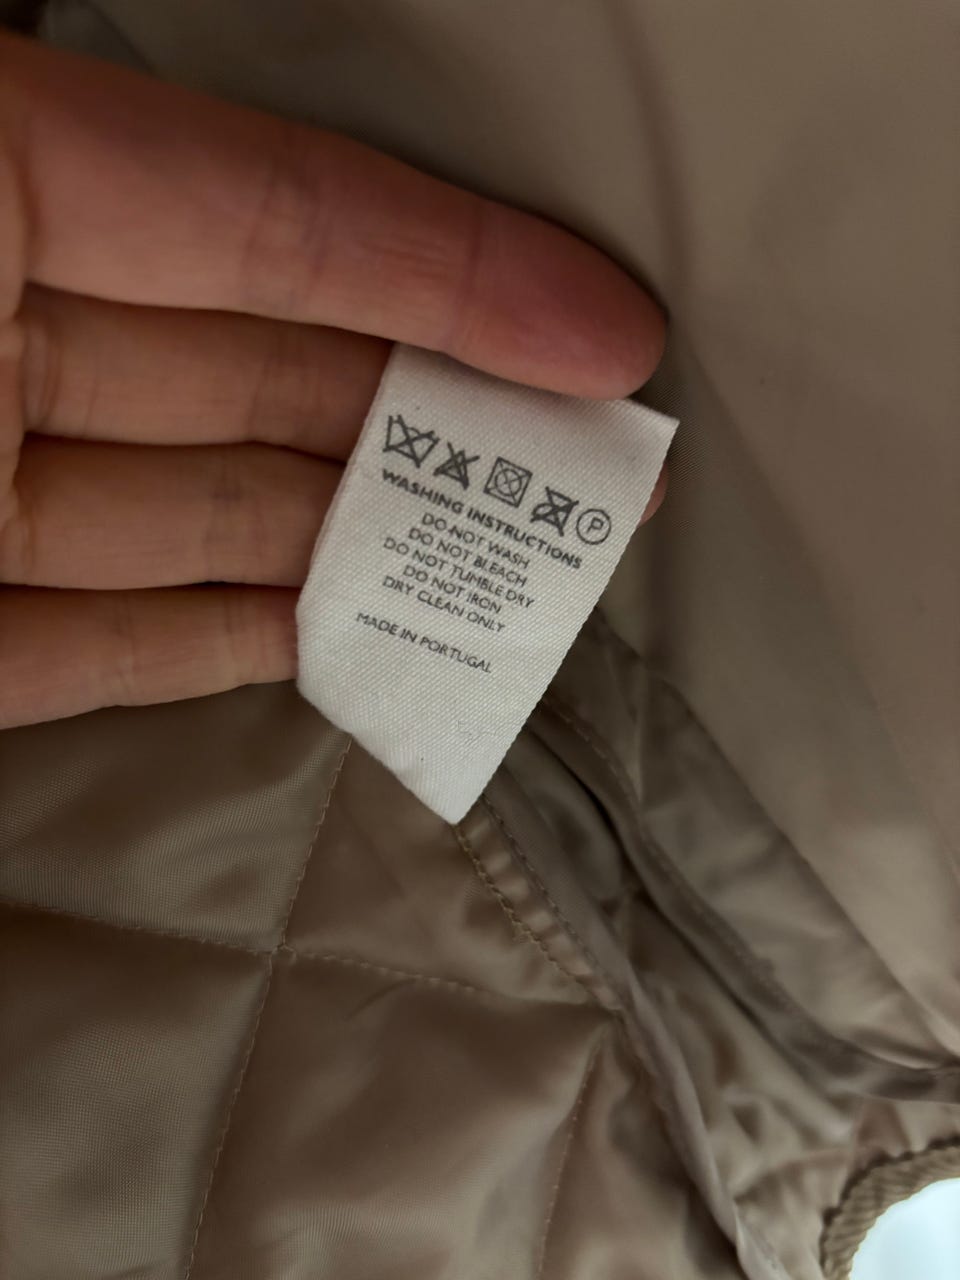 P
WASHING INSTRUCTIONS
DO NOT WASH
DO NOT BLEACH
DO NOT TUMBLE DRY
DO NOT IRON
DRY CLEAN ONLY
MADE IN PORTUGAL